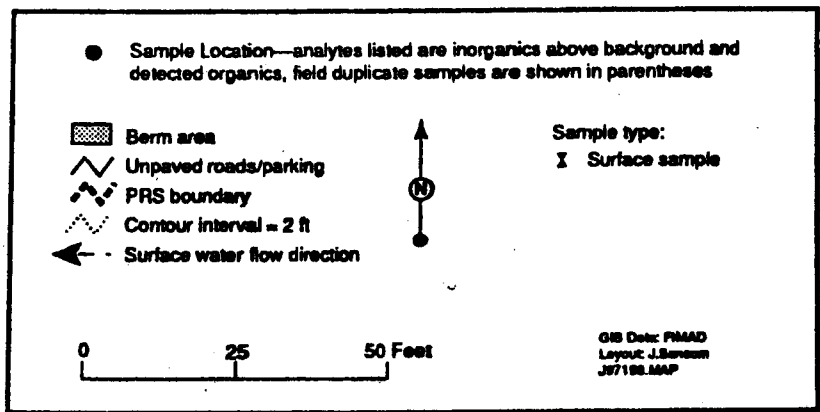 Sample Location—analytes listed are inorganics above background and
detected organics, field duplicate samples are shown in parentheses
Berm area
Unpaved roads/parking
PRS boundary
Contour interval = 2 ft
Surface water flow direction
N
Sample type:
Surface sample
0 25 50 Feet
GIS Data: FIMAD
Layout: J.